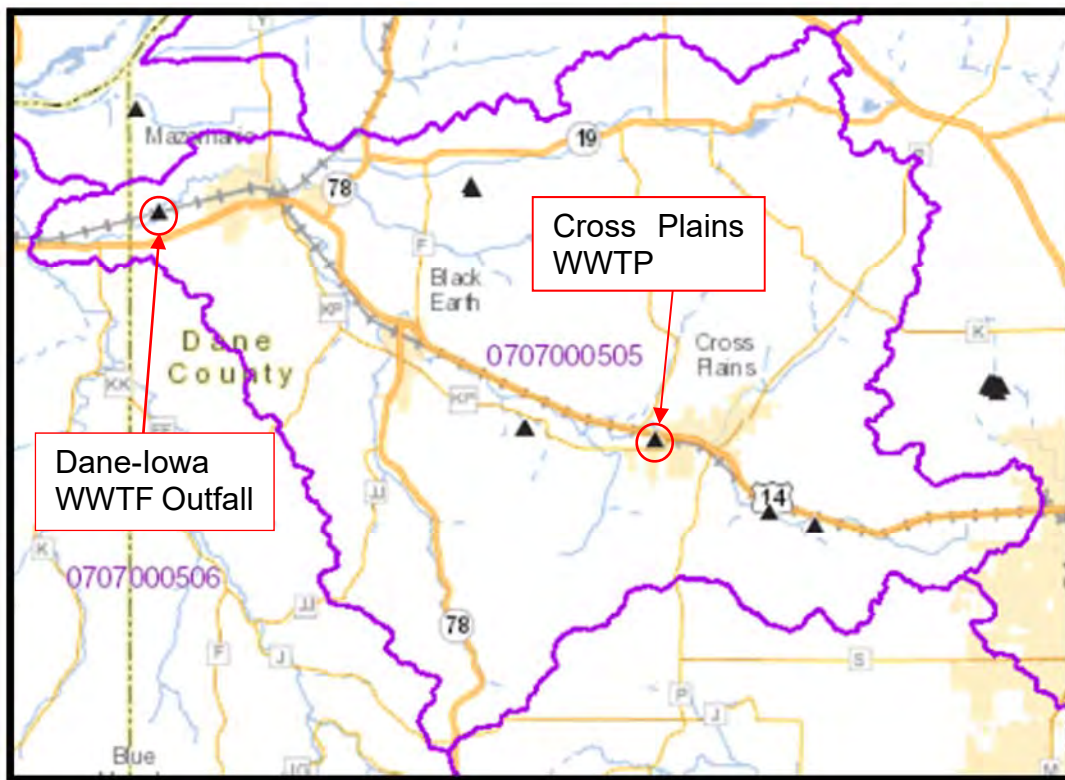 Y
Mazomanie
19
78
Cross Plains
WWTP
F
Black
Earth
KP
Dane
County
0707000505
Cross
Plains
K
KK
KP
Dane-Iowa
WWTF Outfall
JJ
14
K
0707000506
JJ
78
F
J
S
P
J
Blue
JG
M